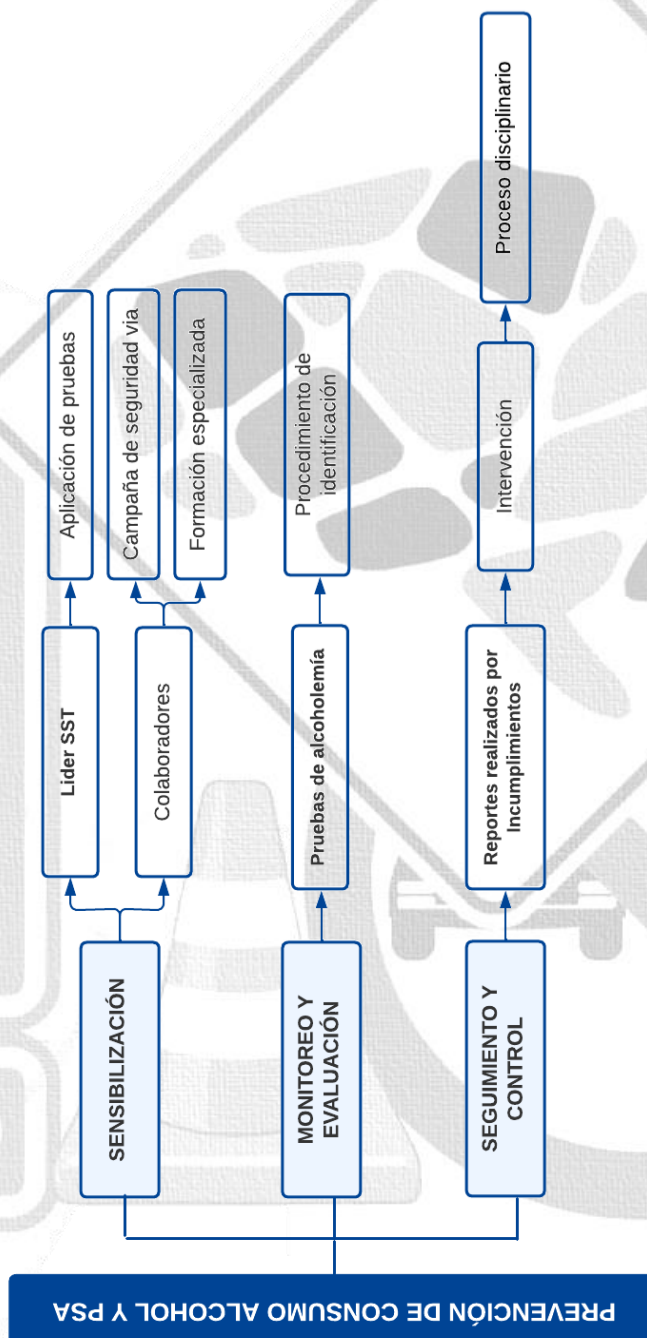 PREVENCIÓN DE CONSUMO ALCOHOL Y PSA
SENSIBILIZACIÓN
Lider SST
Aplicación de pruebas
Colaboradores
Campaña de seguridad via
Formación especializada
MONITOREO Y
EVALUACIÓN
Pruebas de alcoholemía
Procedimiento de
identificación
SEGUIMIENTO Y
CONTROL
Reportes realizados por
Incumplimientos
Intervención
Proceso disciplinario